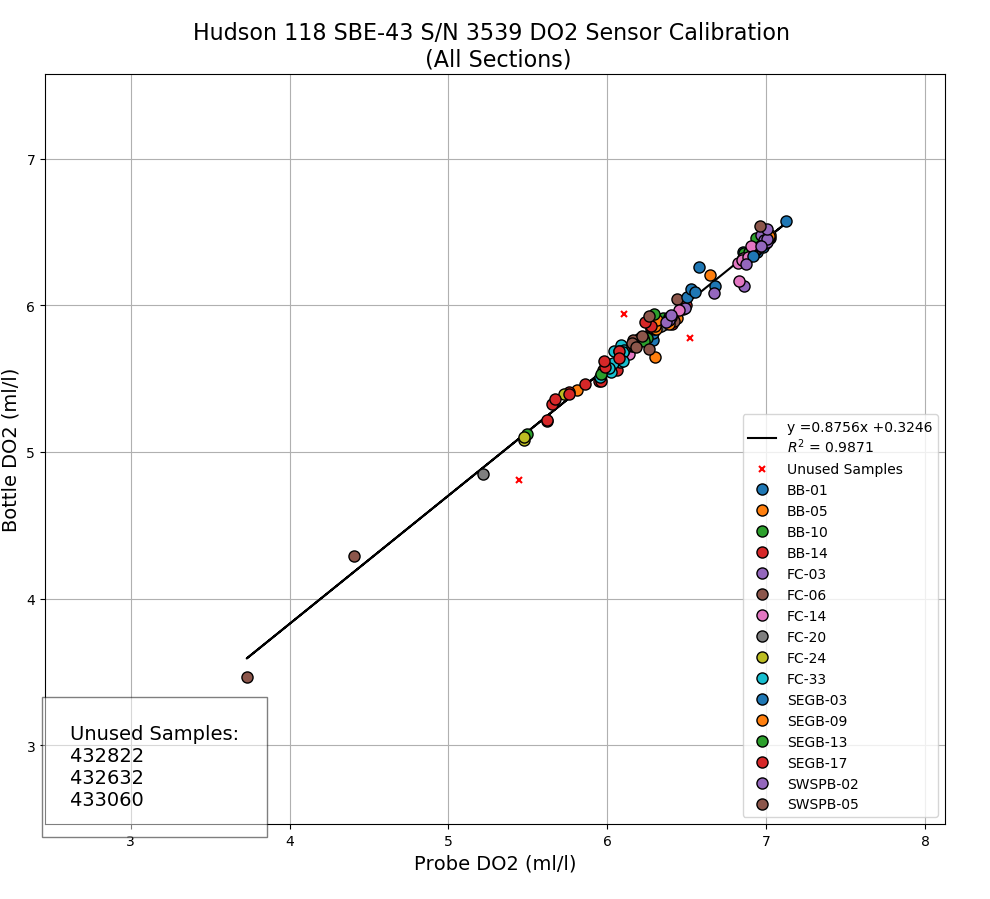 Hudson 118 SBE-43 S/N 3539 DO2 Sensor Calibration
(All Sections)
Bottle DO2 (ml/l)
7
6
5
4
3
y =0.8756x +0.3246
R² = 0.9871
Unused Samples
BB-01
BB-05
BB-10
BB-14
FC-03
FC-06
FC-14
FC-20
FC-24
FC-33
SEGB-03
SEGB-09
SEGB-13
SEGB-17
SWSPB-02
SWSPB-05
Unused Samples:
432822
432632
433060
3 4 5 6 7 8
Probe DO2 (ml/l)